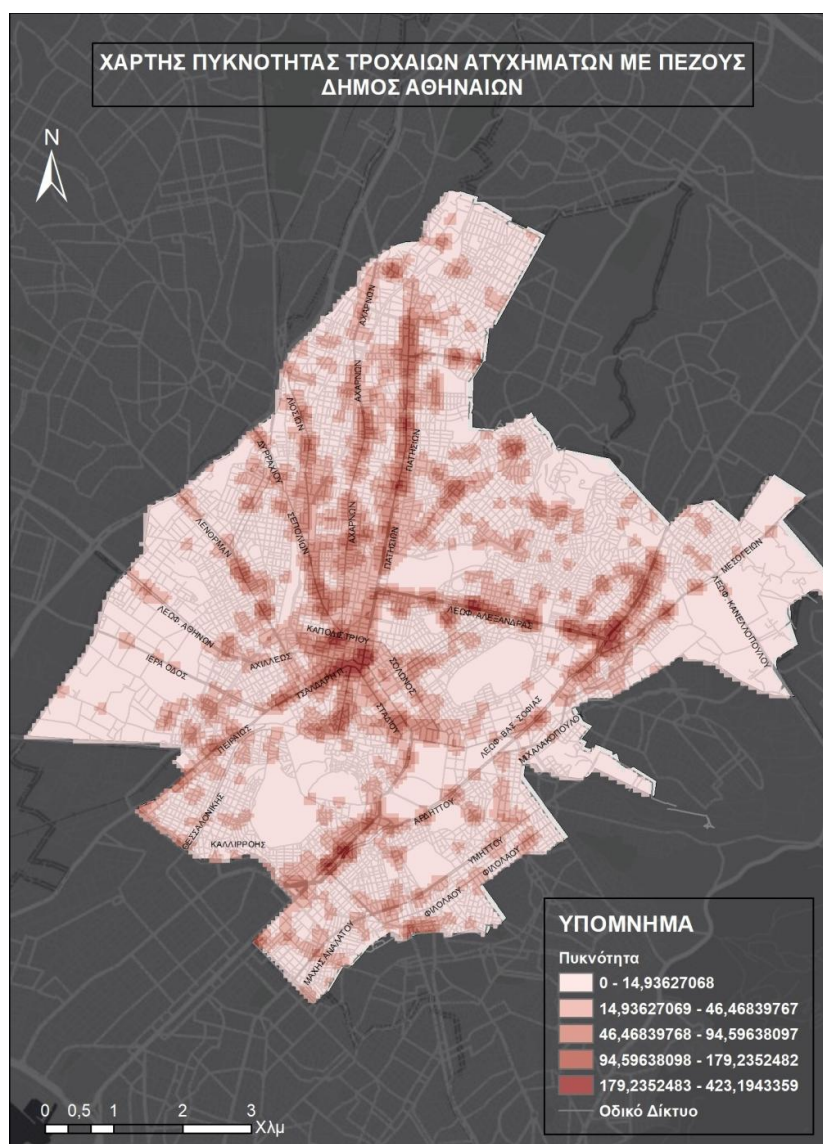 ΧΑΡΤΗΣ ΠΥΚΝΟΤΗΤΑΣ ΤΡΟΧΑΙΩΝ ΑΤΥΧΗΜΑΤΩΝ ΜΕ ΠΕΖΟΥΣ
ΔΗΜΟΣ ΑΘΗΝΑΙΩΝ
N
ΑΧΑΡΝΩΝ
ΑΧΑΡΝΩΝ
ΛΙΟΣΙΩΝ
ΠΑΤΗΣΙΩΝ
ΔΥΡΡΑΧΙΟΥ
ΣΕΠΟΛΙΩΝ
ΑΧΑΡΝΩΝ
ΠΑΤΗΣΙΩΝ
ΛΕΝΟΡΜΑΝ
ΜΕΣΟΓΕΙΩΝ
ΛΕΩΦ ΚΑΝΕΛΛΟΠΟΥΛΟΥ
ΛΕΩΦ ΑΛΕΞΑΝΔΡΑΣ
ΛΕΩΦ ΑΘΗΝΩΝ
ΚΑΠΟΔΙΣΤΡΙΟΥ
ΙΕΡΑ ΟΔΟΣ
ΑΧΙΛΛΕΩΣ
ΤΣΑΛΔΑΡΗ Π
ΣΟΛΩΝΟΣ
ΣΤΑΔΙΟΥ
ΛΕΩΦ ΒΑΣ ΣΟΦΙΑΣ
ΜΙΧΑΛΑΚΟΠΟΥΛΟΥ
ΠΕΙΡΑΙΩΣ
ΘΕΣΣΑΛΟΝΙΚΗΣ
ΚΑΛΛΙΡΡΟΗΣ
ΑΡΔΗΤΤΟΥ
ΥΜΗΤΤΟΥ
ΦΙΛΟΛΑΟΥ
ΦΙΛΟΛΑΟΥ
ΜΑΧΗΣ ΑΝΑΛΑΤΟΥ
ΥΠΟΜΝΗΜΑ
Πυκνότητα
0 - 14,93627068
14,93627069 - 46,46839767
46,46839768 - 94,59638097
94,59638098 - 179,2352482
179,2352483 - 423,1943359
Οδικό Δίκτυο
0 0,5 1 2 3
Χλμ